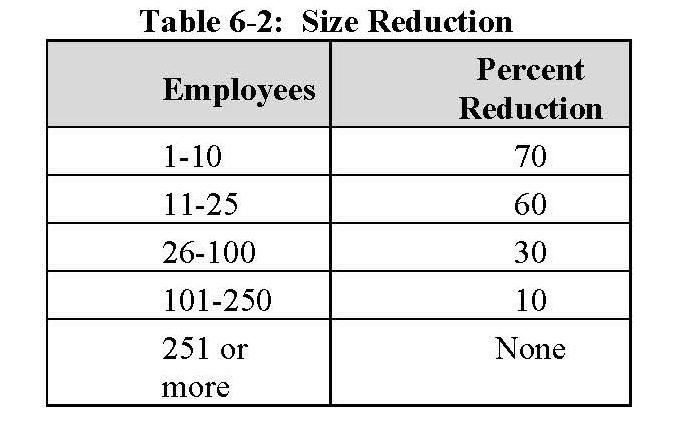 Table 6-2: Size Reduction
Employees
Percent
Reduction
1-10 70
11-25 60
26-100 30
101-250 10
251 or None
more